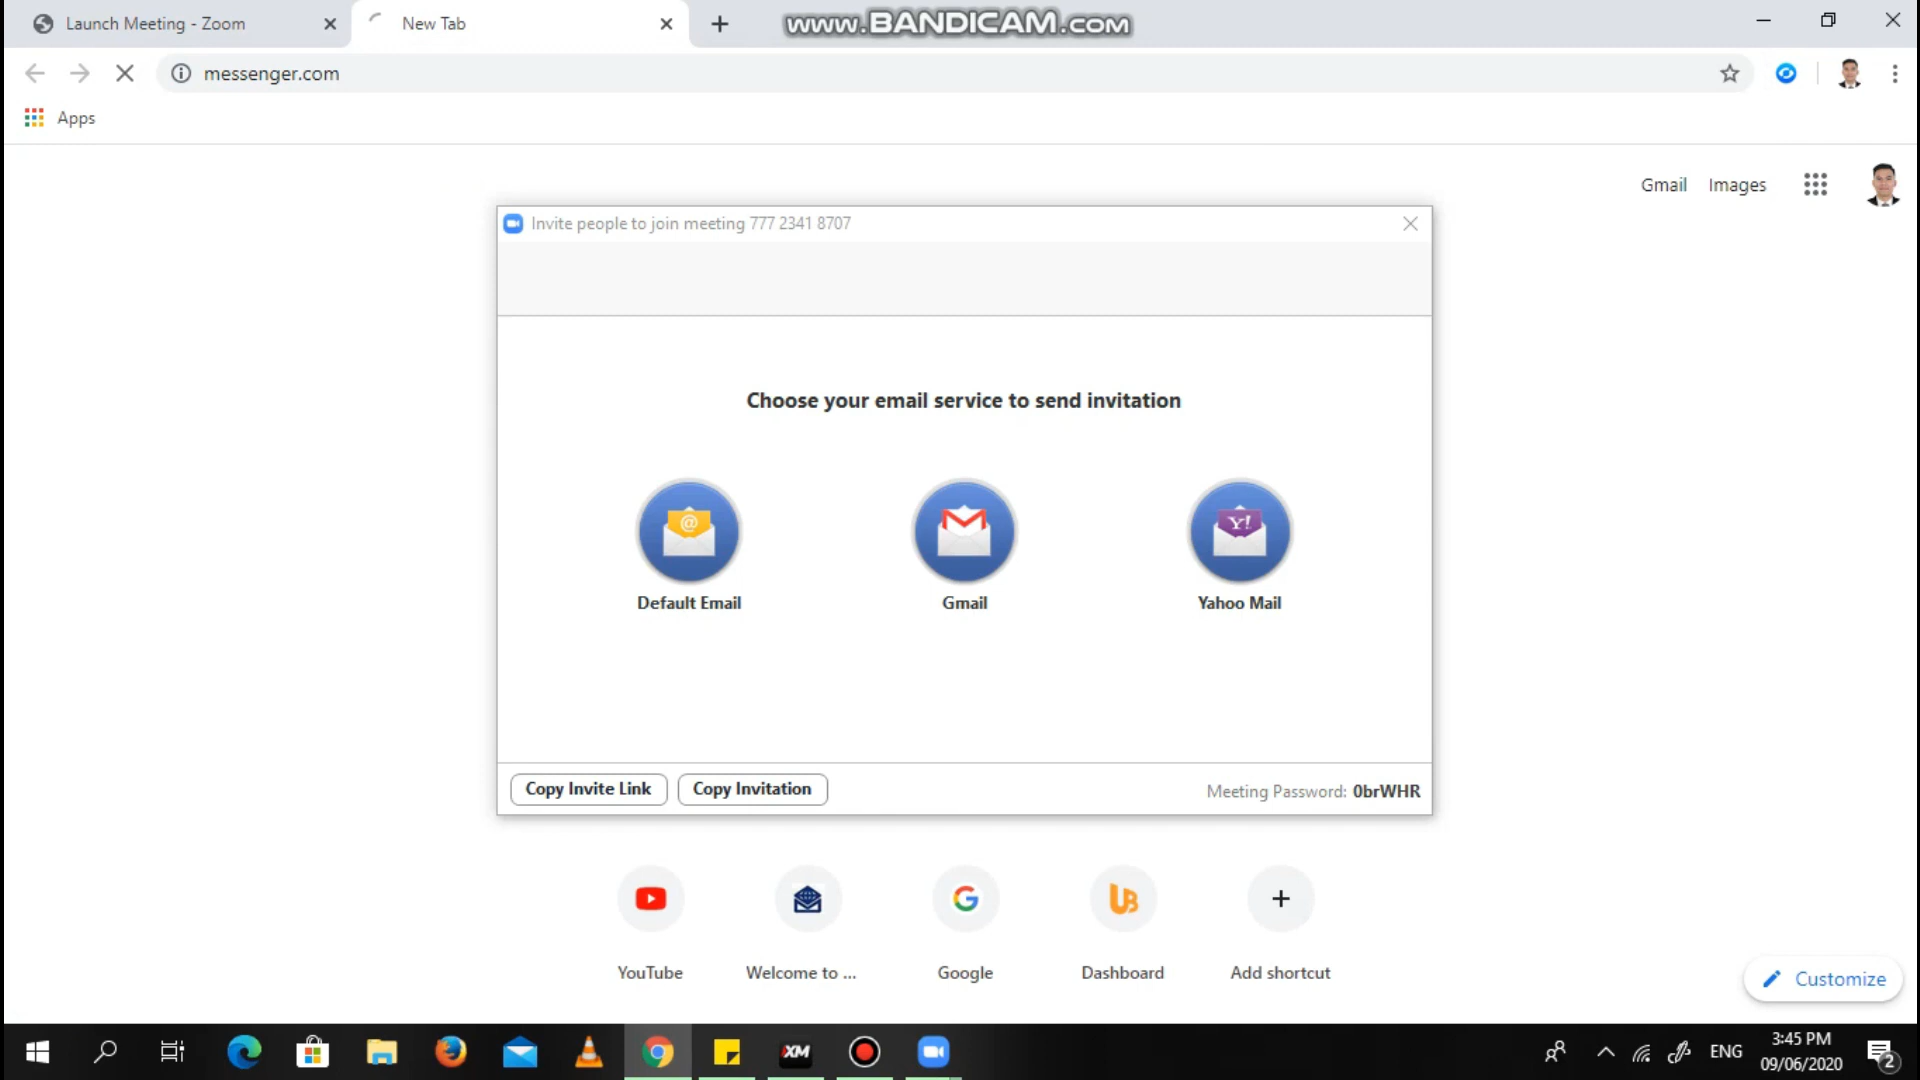 Launch Meeting - Zoom
New Tab
www.BANDICAM.com
messenger.com
Apps
Gmail
Images
Invite people to join meeting 777 2341 8707
Choose your email service to send invitation
@
Y!
Default Email
Gmail
Yahoo Mail
Copy Invite Link
Copy Invitation
Meeting Password: 0brWHR
YouTube
Welcome to ...
Google
Dashboard
Add shortcut
Customize
XM
ENG
3:45 PM
09/06/2020
2